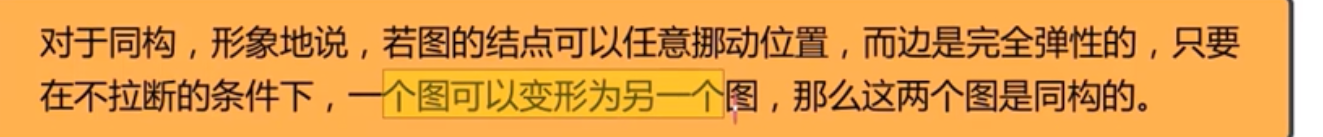 对于同构，形象地说，若图的结点可以任意挪动位置，而边是完全弹性的，只要
在不拉断的条件下，一个图可以变形为另一个图，那么这两个图是同构的。